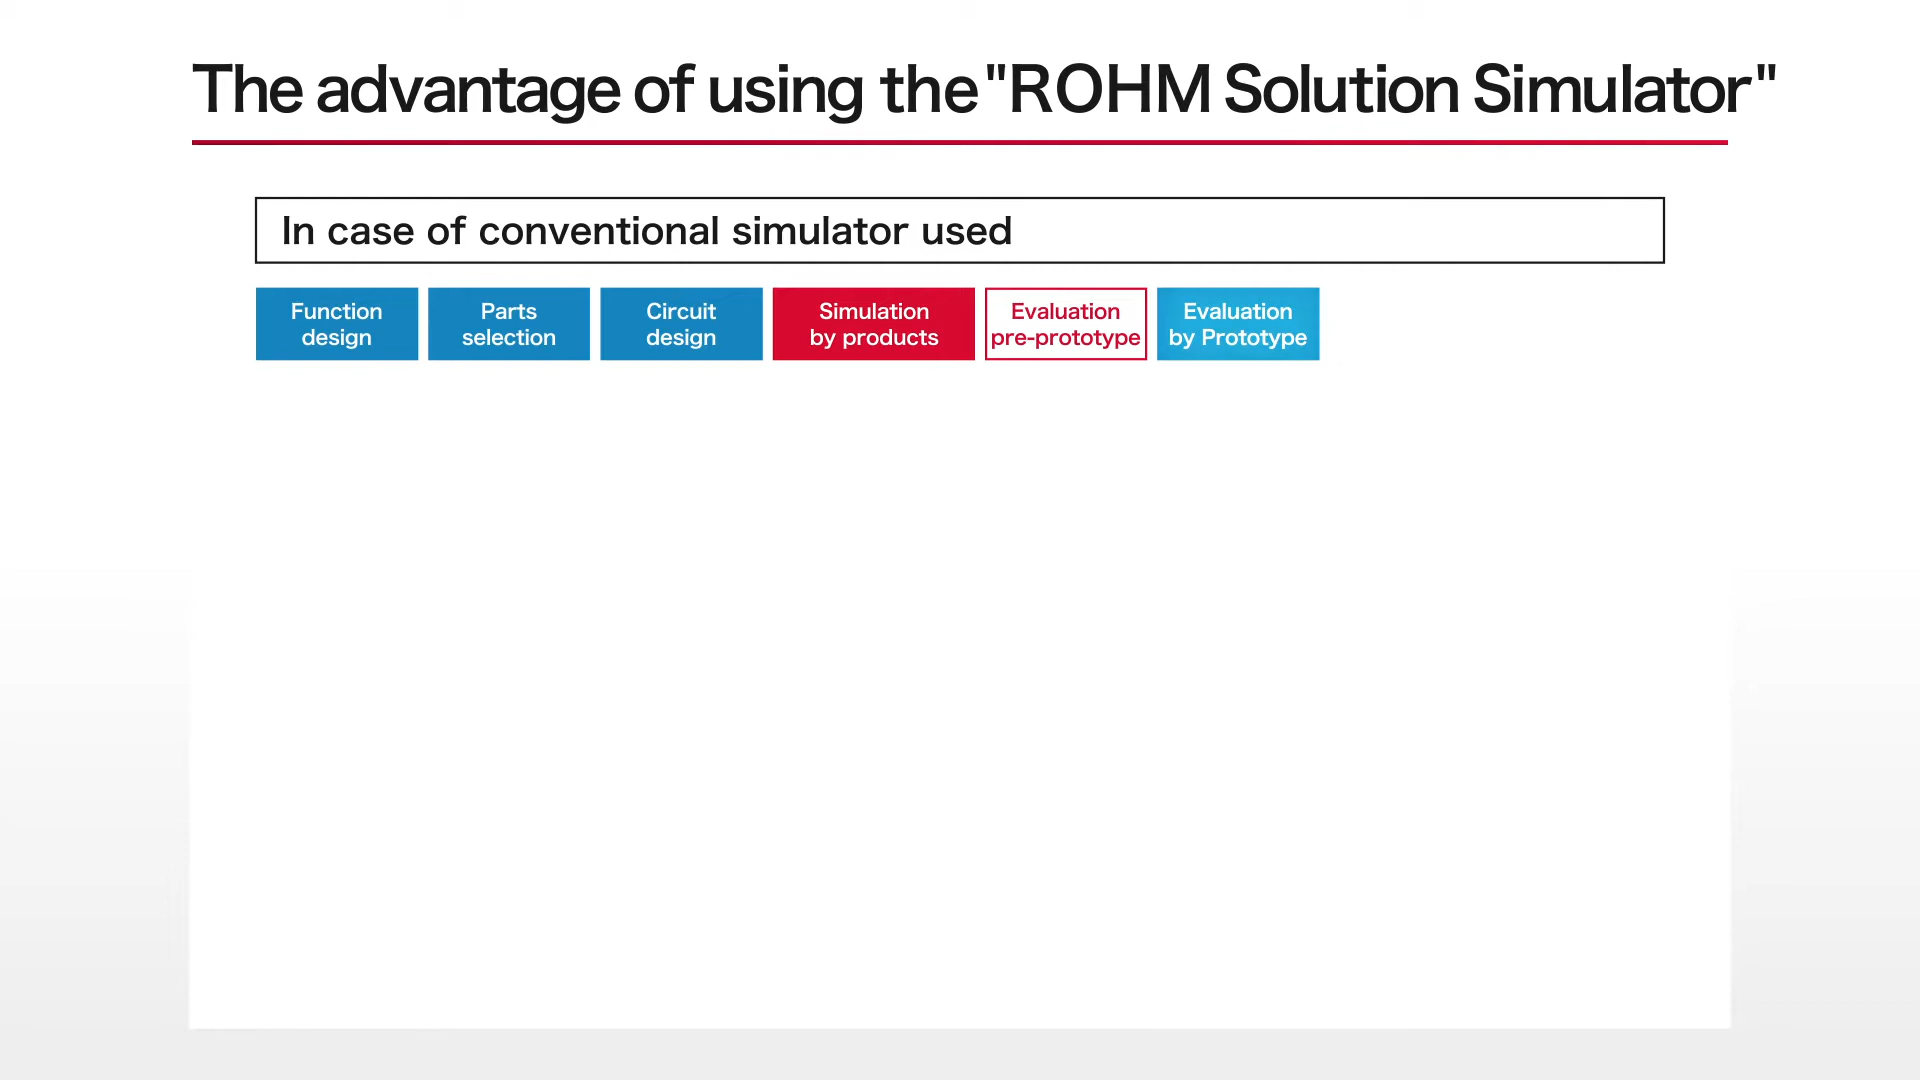 The advantage of using the "ROHM Solution Simulator"
In case of conventional simulator used
Function
design
Parts
selection
Circuit
design
Simulation
by products
Evaluation
pre-prototype
Evaluation
by Prototype